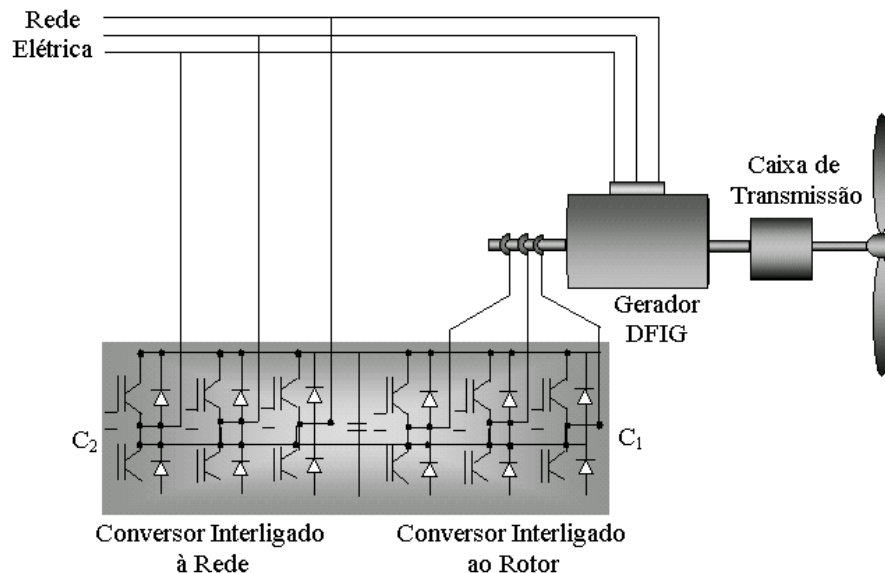 Rede
Elétrica
Caixa de
Transmissão
Gerador
DFIG
C2
C1
Conversor Interligado
à Rede
Conversor Interligado
ao Rotor